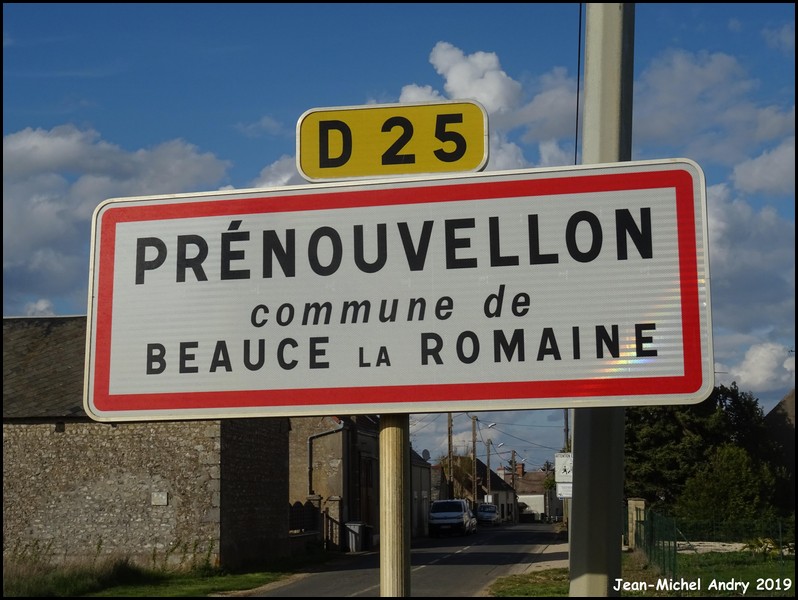 D 25
PRÉNOUVELLON
commune de
BEAUCE LA ROMAINE
Jean-Michel Andry 2019